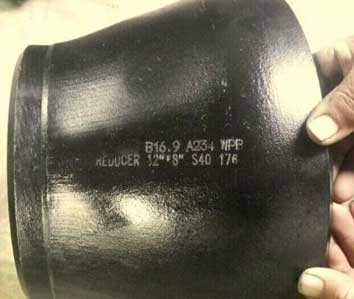 B16.9 A234 WPB
REDUCER 12"*8" S40 176